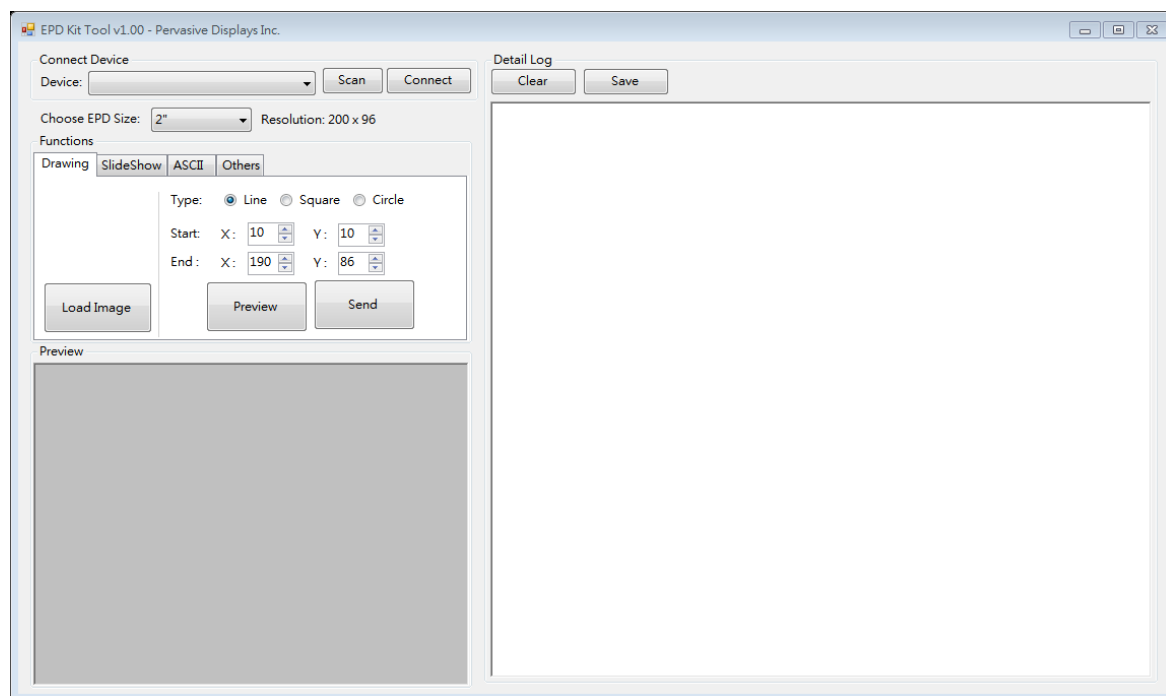 EPD Kit Tool v1.00 - Pervasive Displays Inc.
Connect Device
Device: Scan Connect
Choose EPD Size: 2" Resolution: 200 x 96
Functions
Drawing SlideShow ASCII Others
Type: Line Square Circle
Start: X: 10 Y: 10
End : X: 190 Y: 86
Load Image Preview Send
Preview
Detail Log
Clear Save